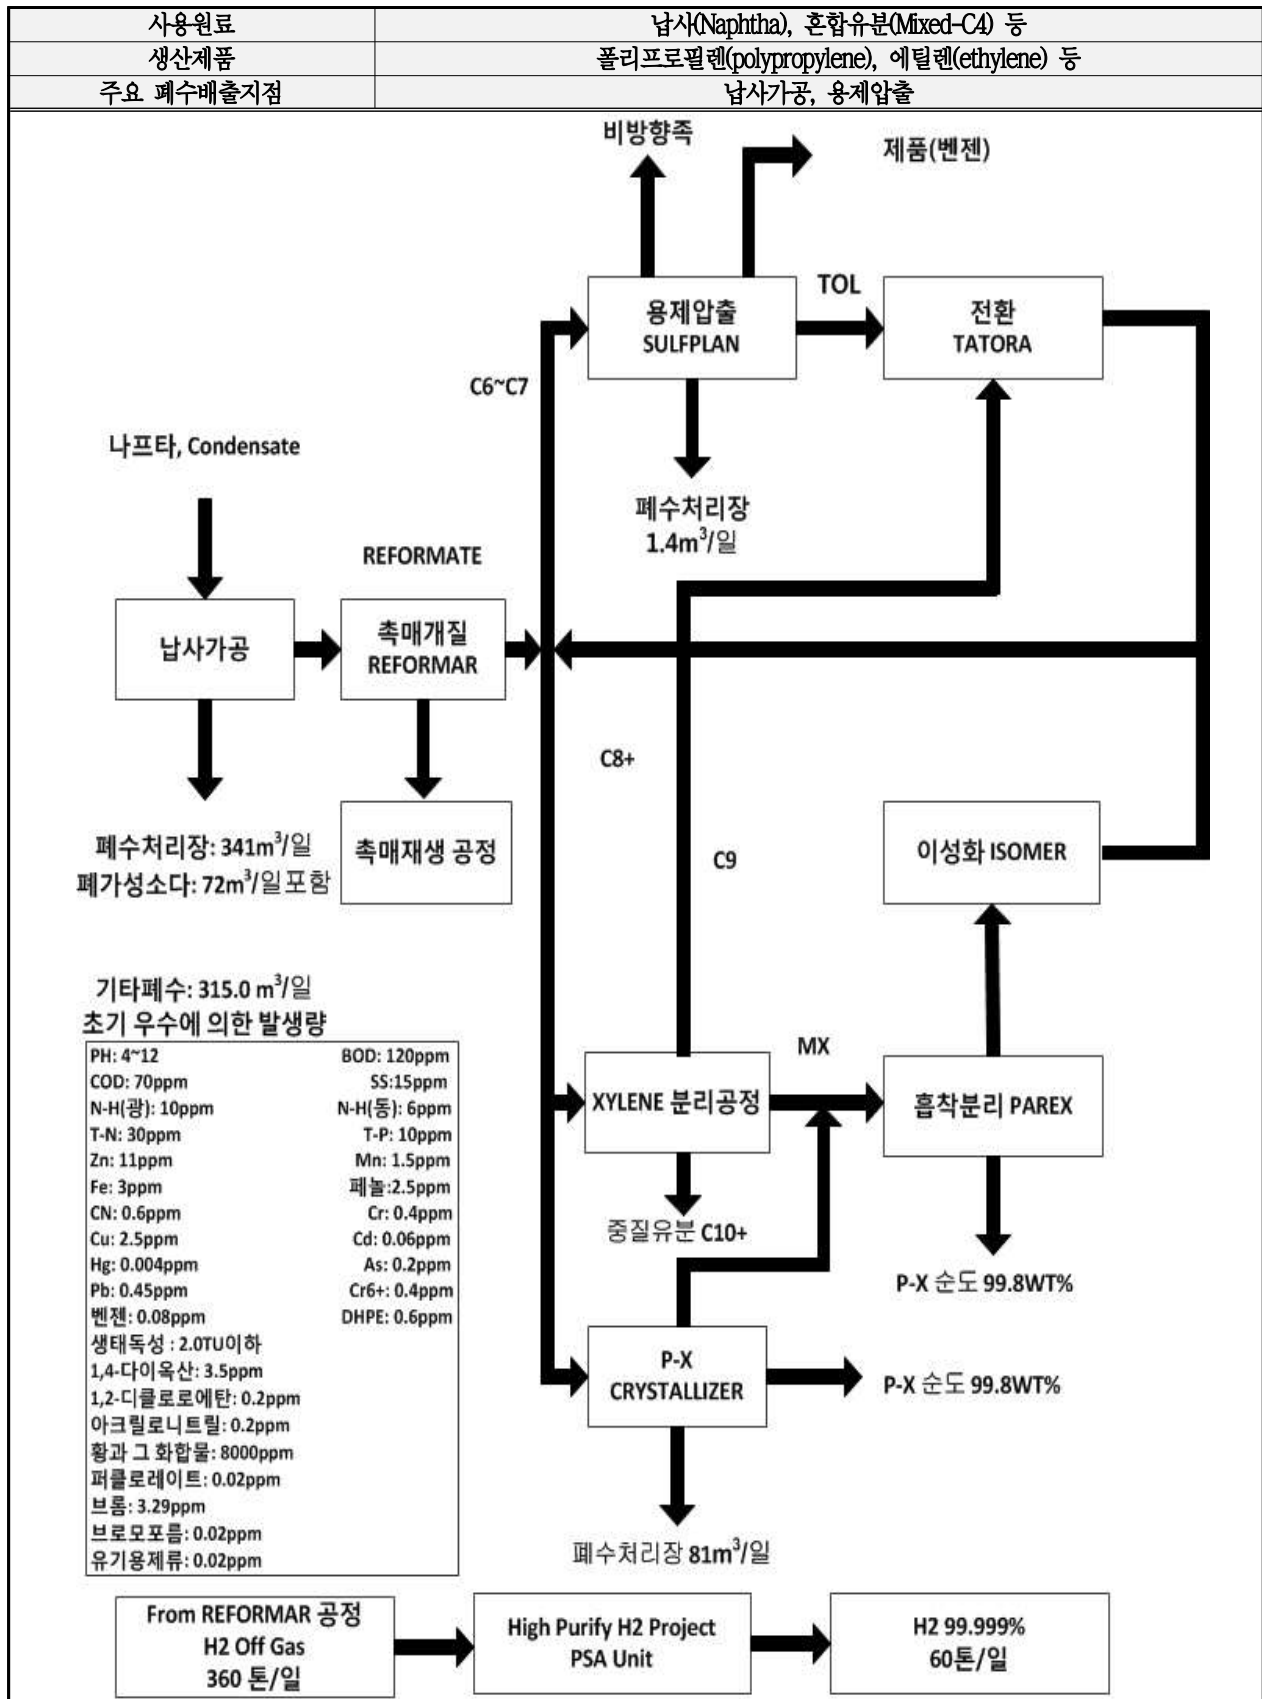 사용원료 납사(Naphtha), 혼합유분(Mixed-C4) 등
생산제품 폴리프로필렌(polypropylene), 에틸렌(ethylene) 등
주요 폐수배출지점 납사가공, 용제압출
비방향족
제품(벤젠)
용제압출
SULFPLAN
TOL
전환
TATORA
C6~C7
나프타, Condensate
폐수처리장
1.4m³/일
REFORMATE
납사가공
촉매개질
REFORMAR
C8+
C9
폐수처리장: 341m³/일
폐가성소다: 72m³/일포함
촉매재생 공정
이성화 ISOMER
기타폐수: 315.0 m³/일
초기 우수에 의한 발생량
PH: 4~12 BOD: 120ppm
COD: 70ppm SS:15ppm
N-H(광): 10ppm N-H(동): 6ppm
T-N: 30ppm T-P: 10ppm
Zn: 11ppm Mn: 1.5ppm
Fe: 3ppm 페놀:2.5ppm
CN: 0.6ppm Cr: 0.4ppm
Cu: 2.5ppm Cd: 0.06ppm
Hg: 0.004ppm As: 0.2ppm
Pb: 0.45ppm Cr6+: 0.4ppm
벤젠: 0.08ppm DHPE: 0.6ppm
생태독성 : 2.0TU이하
1,4-다이옥산: 3.5ppm
1,2-디클로로에탄: 0.2ppm
아크릴로니트릴: 0.2ppm
황과 그 화합물: 8000ppm
퍼클로레이트: 0.02ppm
브롬: 3.29ppm
브로모포름: 0.02ppm
유기용제류: 0.02ppm
XYLENE 분리공정
MX
흡착분리 PAREX
중질유분 C10+
P-X 순도 99.8WT%
P-X
CRYSTALLIZER
P-X 순도 99.8WT%
폐수처리장 81m³/일
From REFORMAR 공정
H2 Off Gas
360 톤/일
High Purify H2 Project
PSA Unit
H2 99.999%
60톤/일